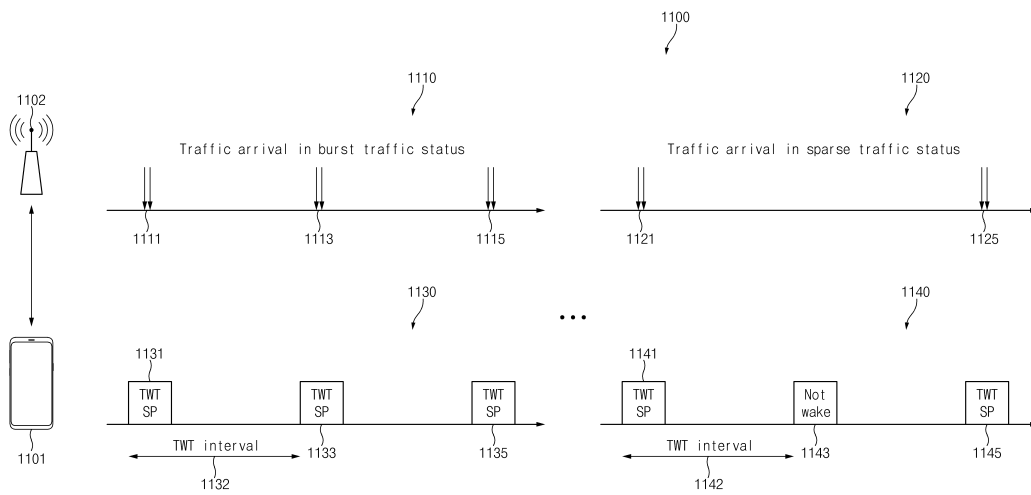 1100
1110
1120
1102
Traffic arrival in burst traffic status
Traffic arrival in sparse traffic status
1111
1113
1115
1121
1125
1130
1140
...
1131
1141
TWT SP
TWT SP
TWT SP
TWT SP
Not wake
TWT SP
1101
TWT interval
1133
1135
TWT interval
1143
1145
1132
1142